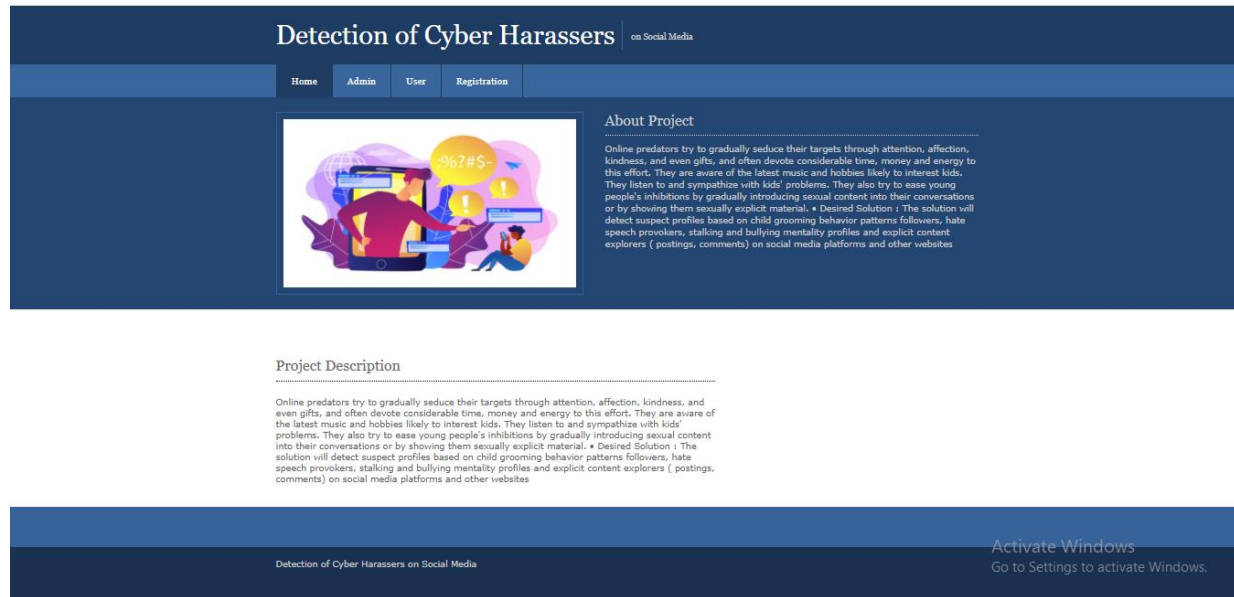 Detection of Cyber Harassers on Social Media
Home Admin User Registration
;%?#$-
!
!
About Project
Online predators try to gradually seduce their targets through attention, affection,
kindness, and even gifts, and often devote considerable time, money and energy to
this effort. They are aware of the latest music and hobbies likely to interest kids.
They listen to and sympathize with kids' problems. They also try to ease young
people's inhibitions by gradually introducing sexual content into their conversations
or by showing them sexually explicit material. • Desired Solution : The solution will
detect suspect profiles based on child grooming behavior patterns followers, hate
speech provokers, stalking and bullying mentality profiles and explicit content
explorers ( postings, comments) on social media platforms and other websites
Project Description
Online predators try to gradually seduce their targets through attention, affection, kindness, and
even gifts, and often devote considerable time, money and energy to this effort. They are aware of
the latest music and hobbies likely to interest kids. They listen to and sympathize with kids'
problems. They also try to ease young people's inhibitions by gradually introducing sexual content
into their conversations or by showing them sexually explicit material. • Desired Solution : The
solution will detect suspect profiles based on child grooming behavior patterns followers, hate
speech provokers, stalking and bullying mentality profiles and explicit content explorers ( postings,
comments) on social media platforms and other websites
Detection of Cyber Harassers on Social Media
Activate Windows
Go to Settings to activate Windows.